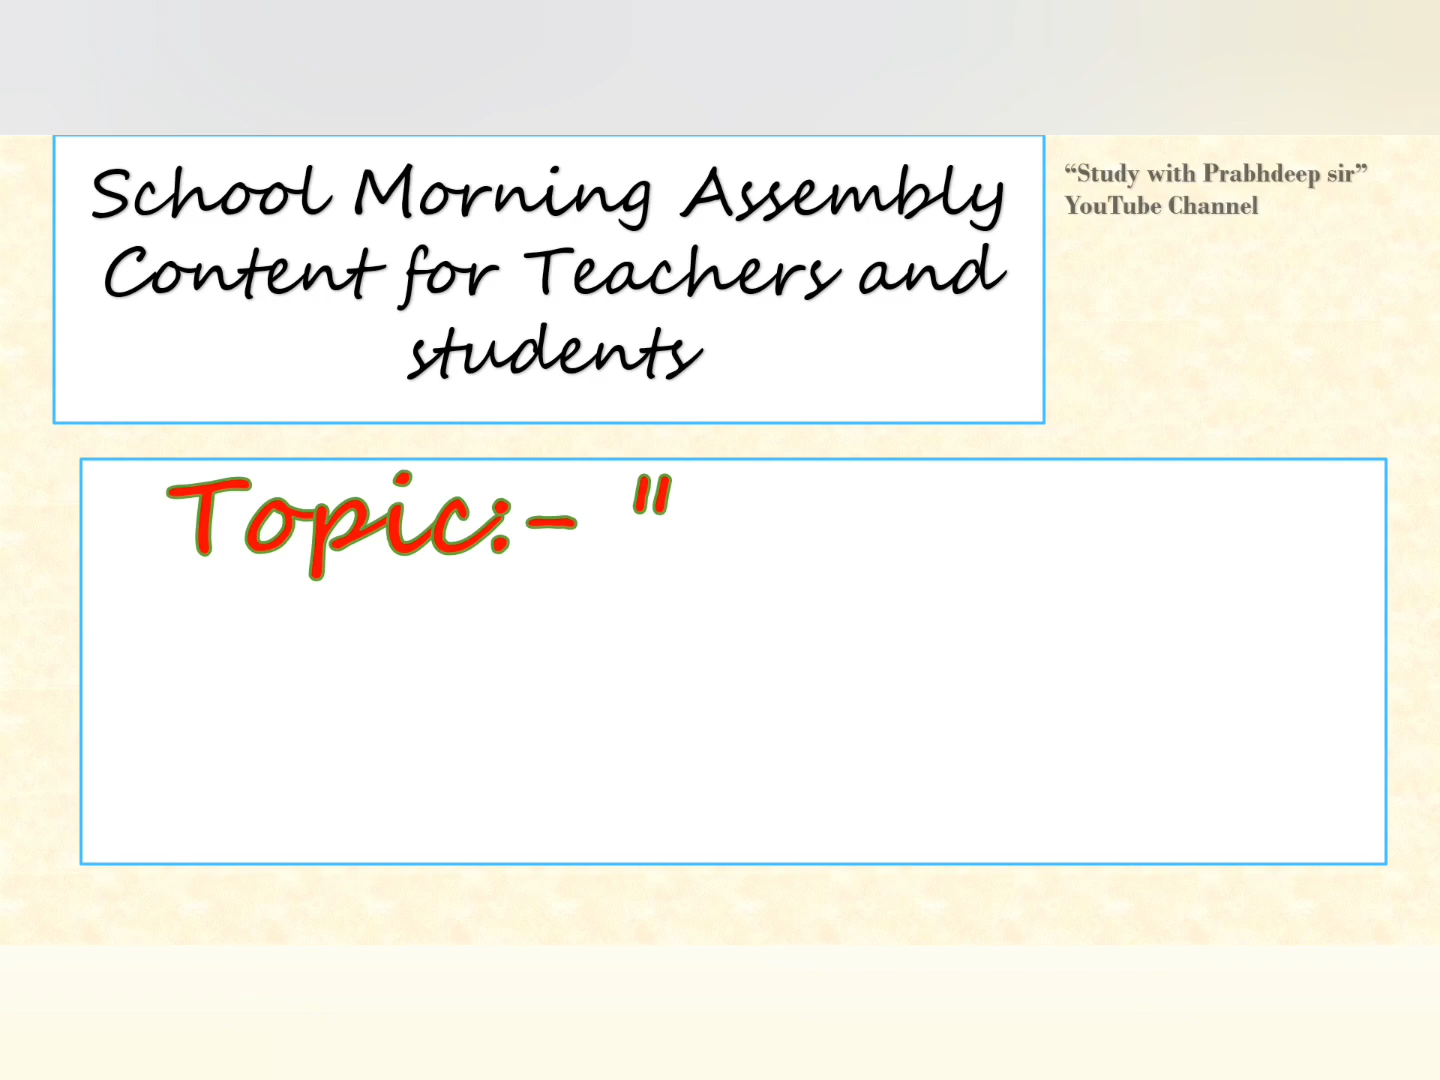 School Morning Assembly
Content for Teachers and
students
“Study with Prabhdeep sir”
YouTube Channel
Topic:- "